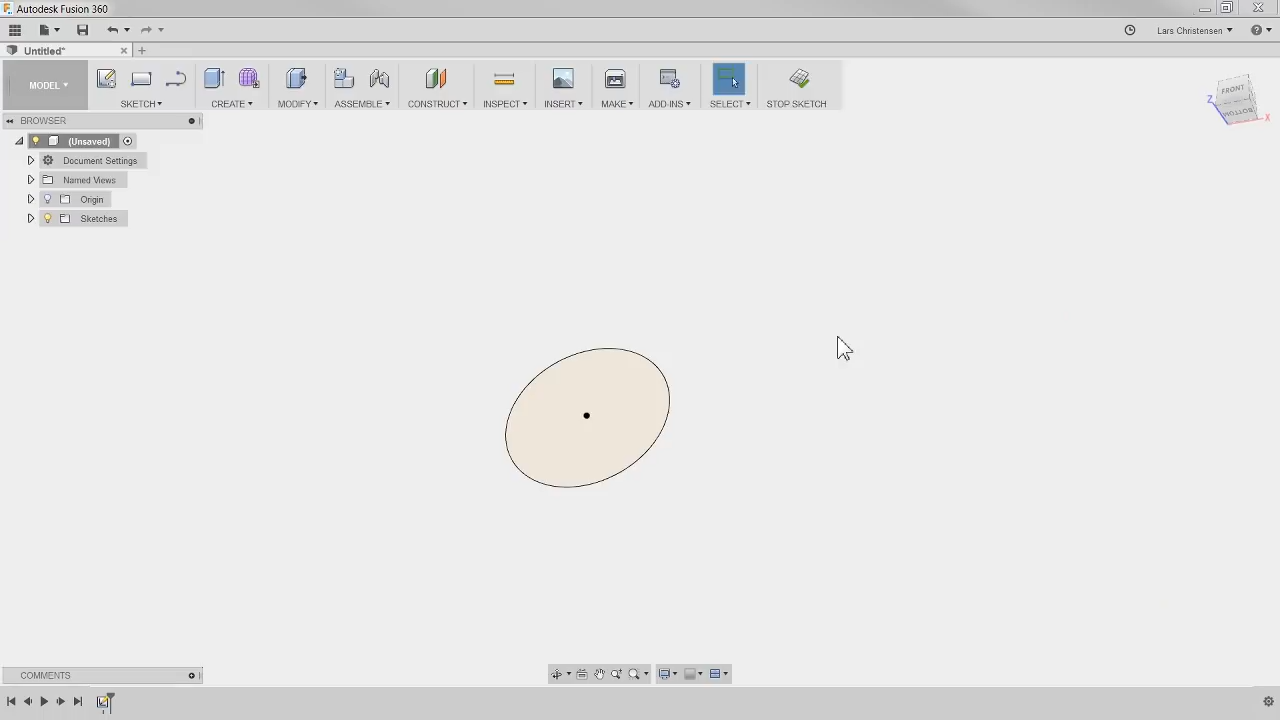 Autodesk Fusion 360
Lars Christensen
Untitled*
MODEL
SKETCH
CREATE
MODIFY
ASSEMBLE
CONSTRUCT
INSPECT
INSERT
MAKE
ADD-INS
SELECT
STOP SKETCH
FRONT
BOTTOM
Z
X
BROWSER
(Unsaved)
Document Settings
Named Views
Origin
Sketches
COMMENTS